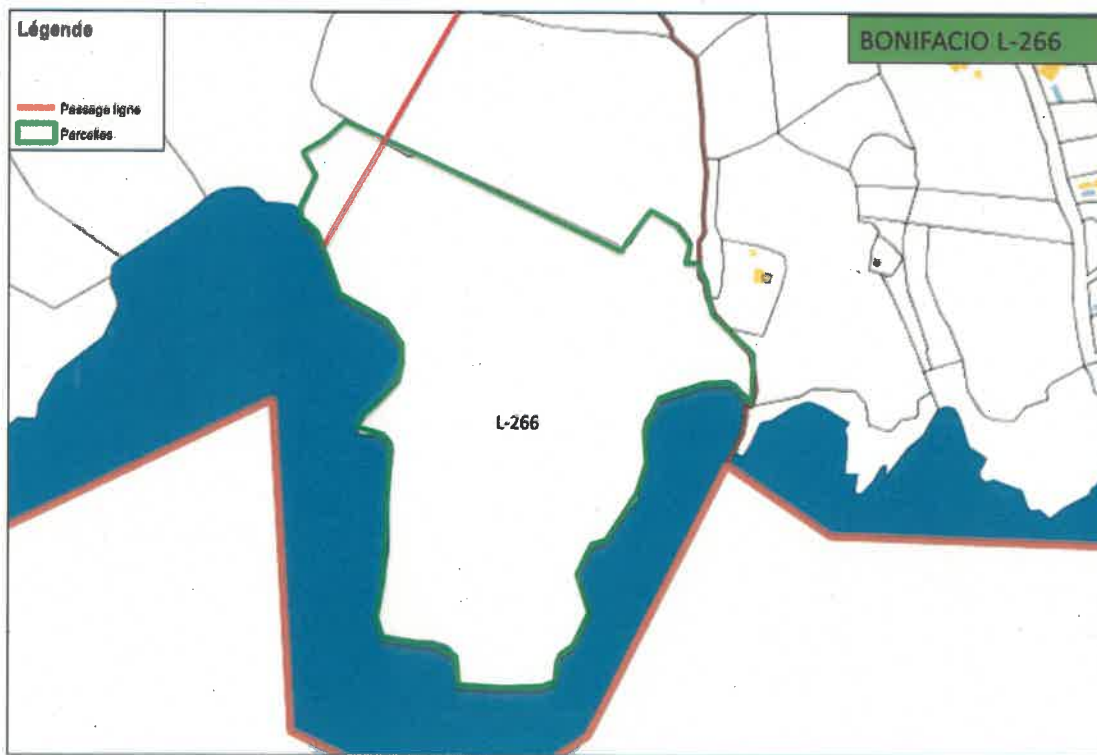 Légende
BONIFACIO L-266
Passage ligne
Parcelles
L-266